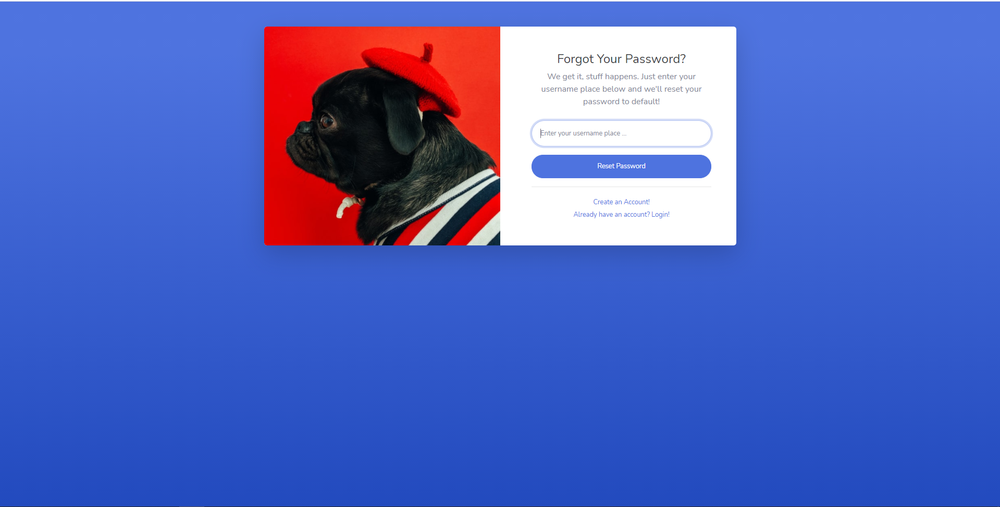 Forgot Your Password?
We get it, stuff happens. Just enter your
username place below and we'll reset your
password to default!
Enter your username place ...
Reset Password
Create an Account!
Already have an account? Login!